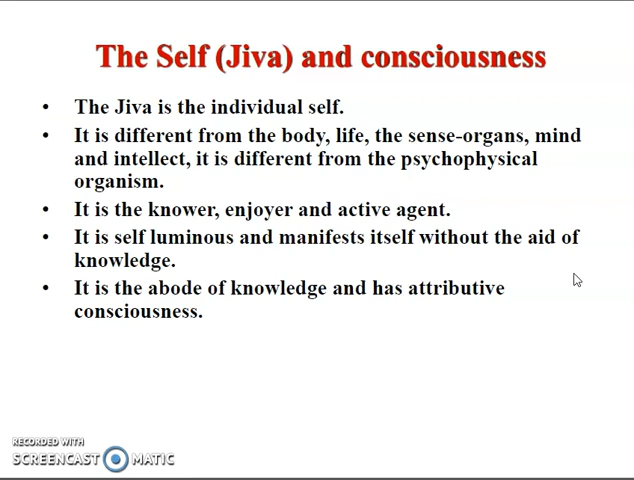 The Self (Jiva) and consciousness
• The Jiva is the individual self.
• It is different from the body, life, the sense-organs, mind
and intellect, it is different from the psychophysical
organism.
• It is the knower, enjoyer and active agent.
• It is self luminous and manifests itself without the aid of
knowledge.
• It is the abode of knowledge and has attributive
consciousness.
RECORDED WITH
SCREENCAST MATIC